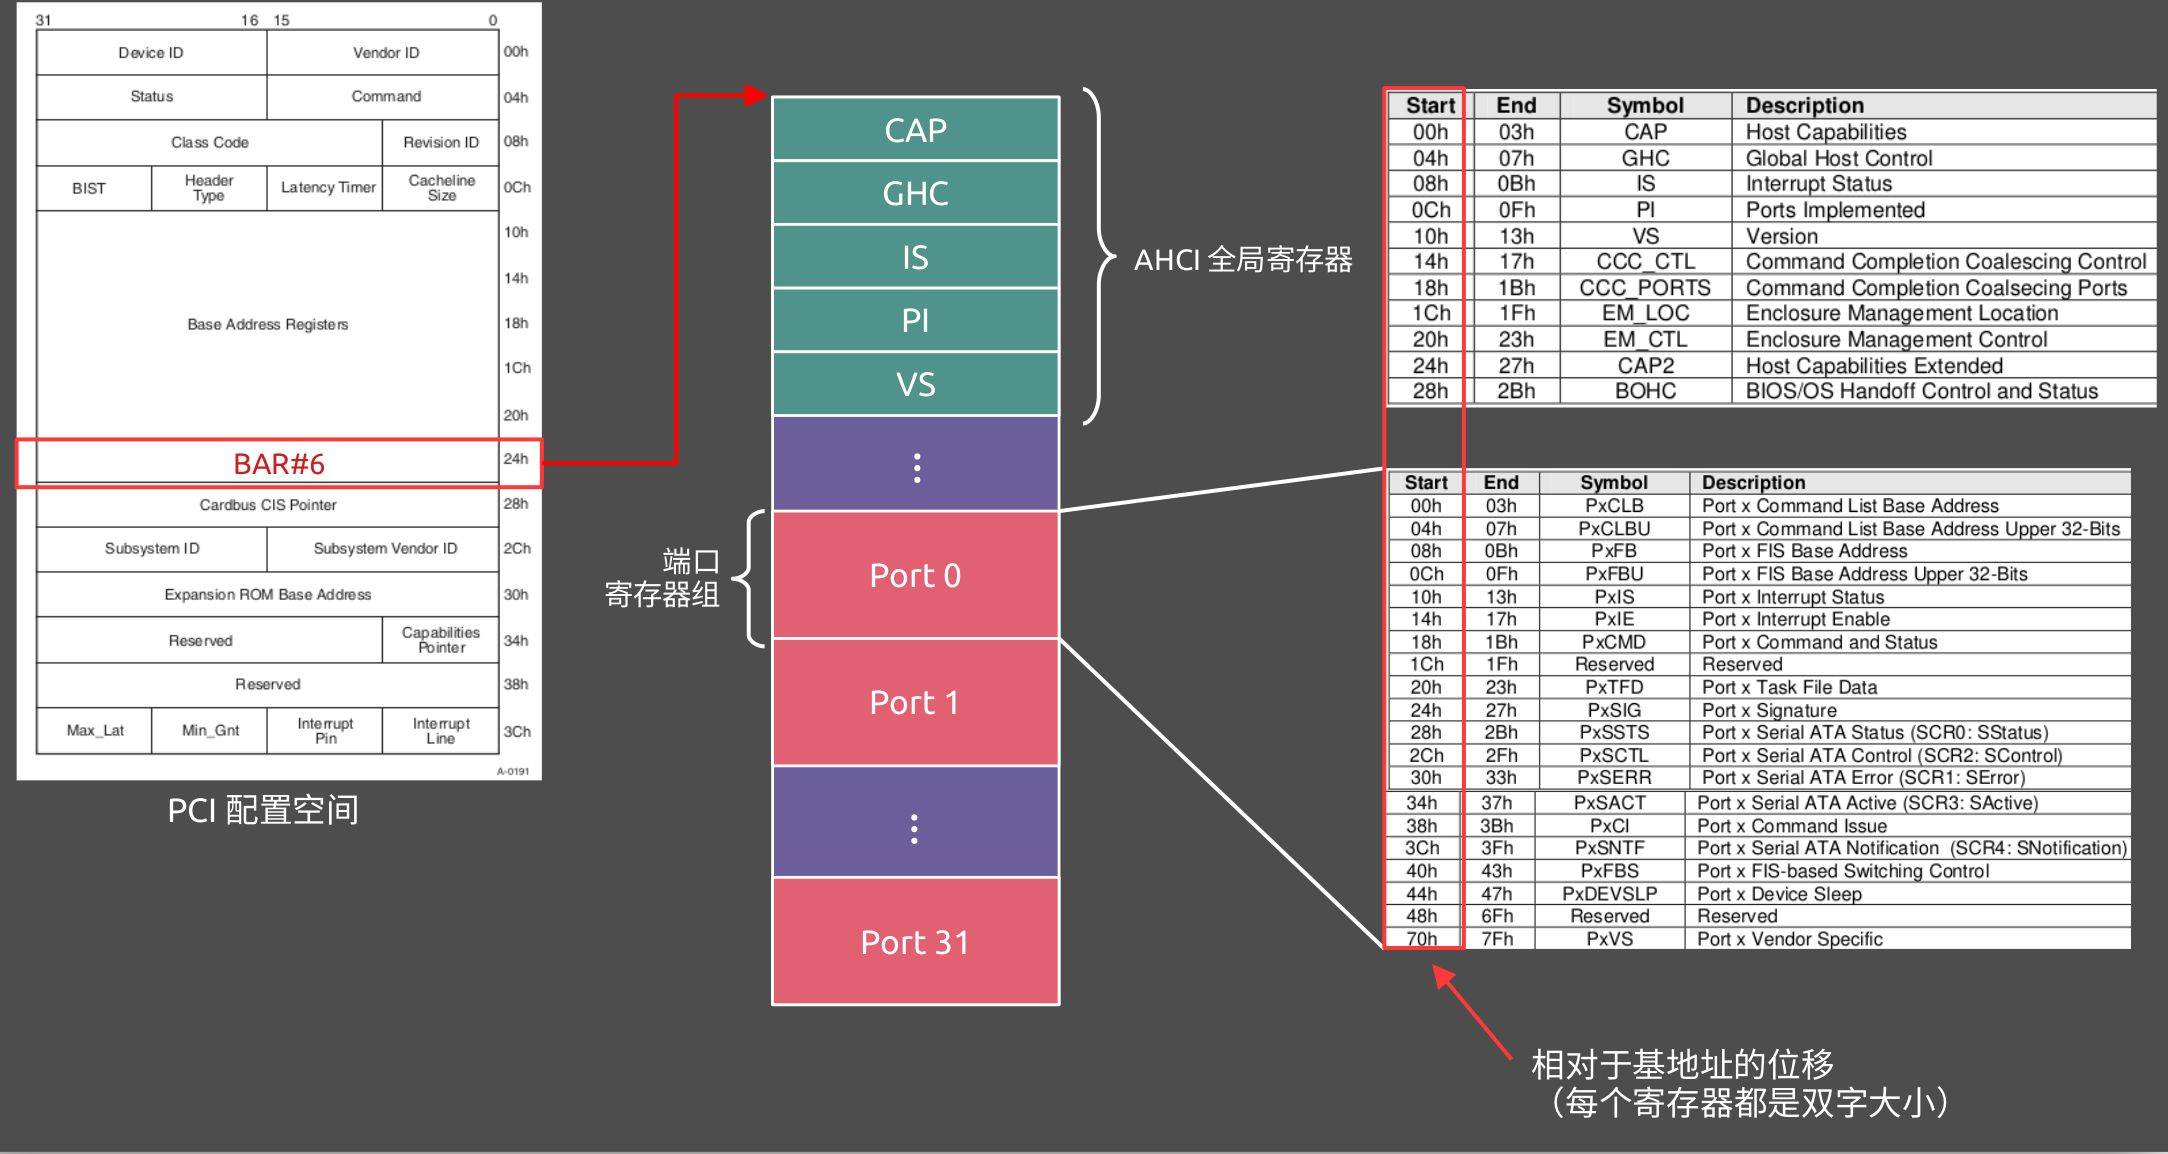 31 16 15 0
Device ID Vendor ID 00h
Status Command 04h
Class Code Revision ID 08h
BIST Header Type Latency Timer Cacheline Size 0Ch
10h
14h
Base Address Registers 18h
1Ch
20h
BAR#6 24h
Cardbus CIS Pointer 28h
Subsystem ID Subsystem Vendor ID 2Ch
Expansion ROM Base Address 30h
Reserved Capabilities Pointer 34h
Reserved 38h
Max_Lat Min_Gnt Interrupt Pin Interrupt Line 3Ch
A-0191
PCI 配置空间
CAP
GHC
IS
PI
VS
⋮
Port 0
Port 1
⋮
Port 31
AHCI 全局寄存器
端口
寄存器组
Start End Symbol Description
00h 03h CAP Host Capabilities
04h 07h GHC Global Host Control
08h 0Bh IS Interrupt Status
0Ch 0Fh PI Ports Implemented
10h 13h VS Version
14h 17h CCC_CTL Command Completion Coalescing Control
18h 1Bh CCC_PORTS Command Completion Coalsecing Ports
1Ch 1Fh EM_LOC Enclosure Management Location
20h 23h EM_CTL Enclosure Management Control
24h 27h CAP2 Host Capabilities Extended
28h 2Bh BOHC BIOS/OS Handoff Control and Status
Start End Symbol Description
00h 03h PxCLB Port x Command List Base Address
04h 07h PxCLBU Port x Command List Base Address Upper 32-Bits
08h 0Bh PxFB Port x FIS Base Address
0Ch 0Fh PxFBU Port x FIS Base Address Upper 32-Bits
10h 13h PxIS Port x Interrupt Status
14h 17h PxIE Port x Interrupt Enable
18h 1Bh PxCMD Port x Command and Status
1Ch 1Fh Reserved Reserved
20h 23h PxTFD Port x Task File Data
24h 27h PxSIG Port x Signature
28h 2Bh PxSSTS Port x Serial ATA Status (SCR0: SStatus)
2Ch 2Fh PxSCTL Port x Serial ATA Control (SCR2: SControl)
30h 33h PxSERR Port x Serial ATA Error (SCR1: SError)
34h 37h PxSACT Port x Serial ATA Active (SCR3: SActive)
38h 3Bh PxCI Port x Command Issue
3Ch 3Fh PxSNTF Port x Serial ATA Notification (SCR4: SNotification)
40h 43h PxFBS Port x FIS-based Switching Control
44h 47h PxDEVSLP Port x Device Sleep
48h 6Fh Reserved Reserved
70h 7Fh PxVS Port x Vendor Specific
相对于基地址的位移
（每个寄存器都是双字大小）